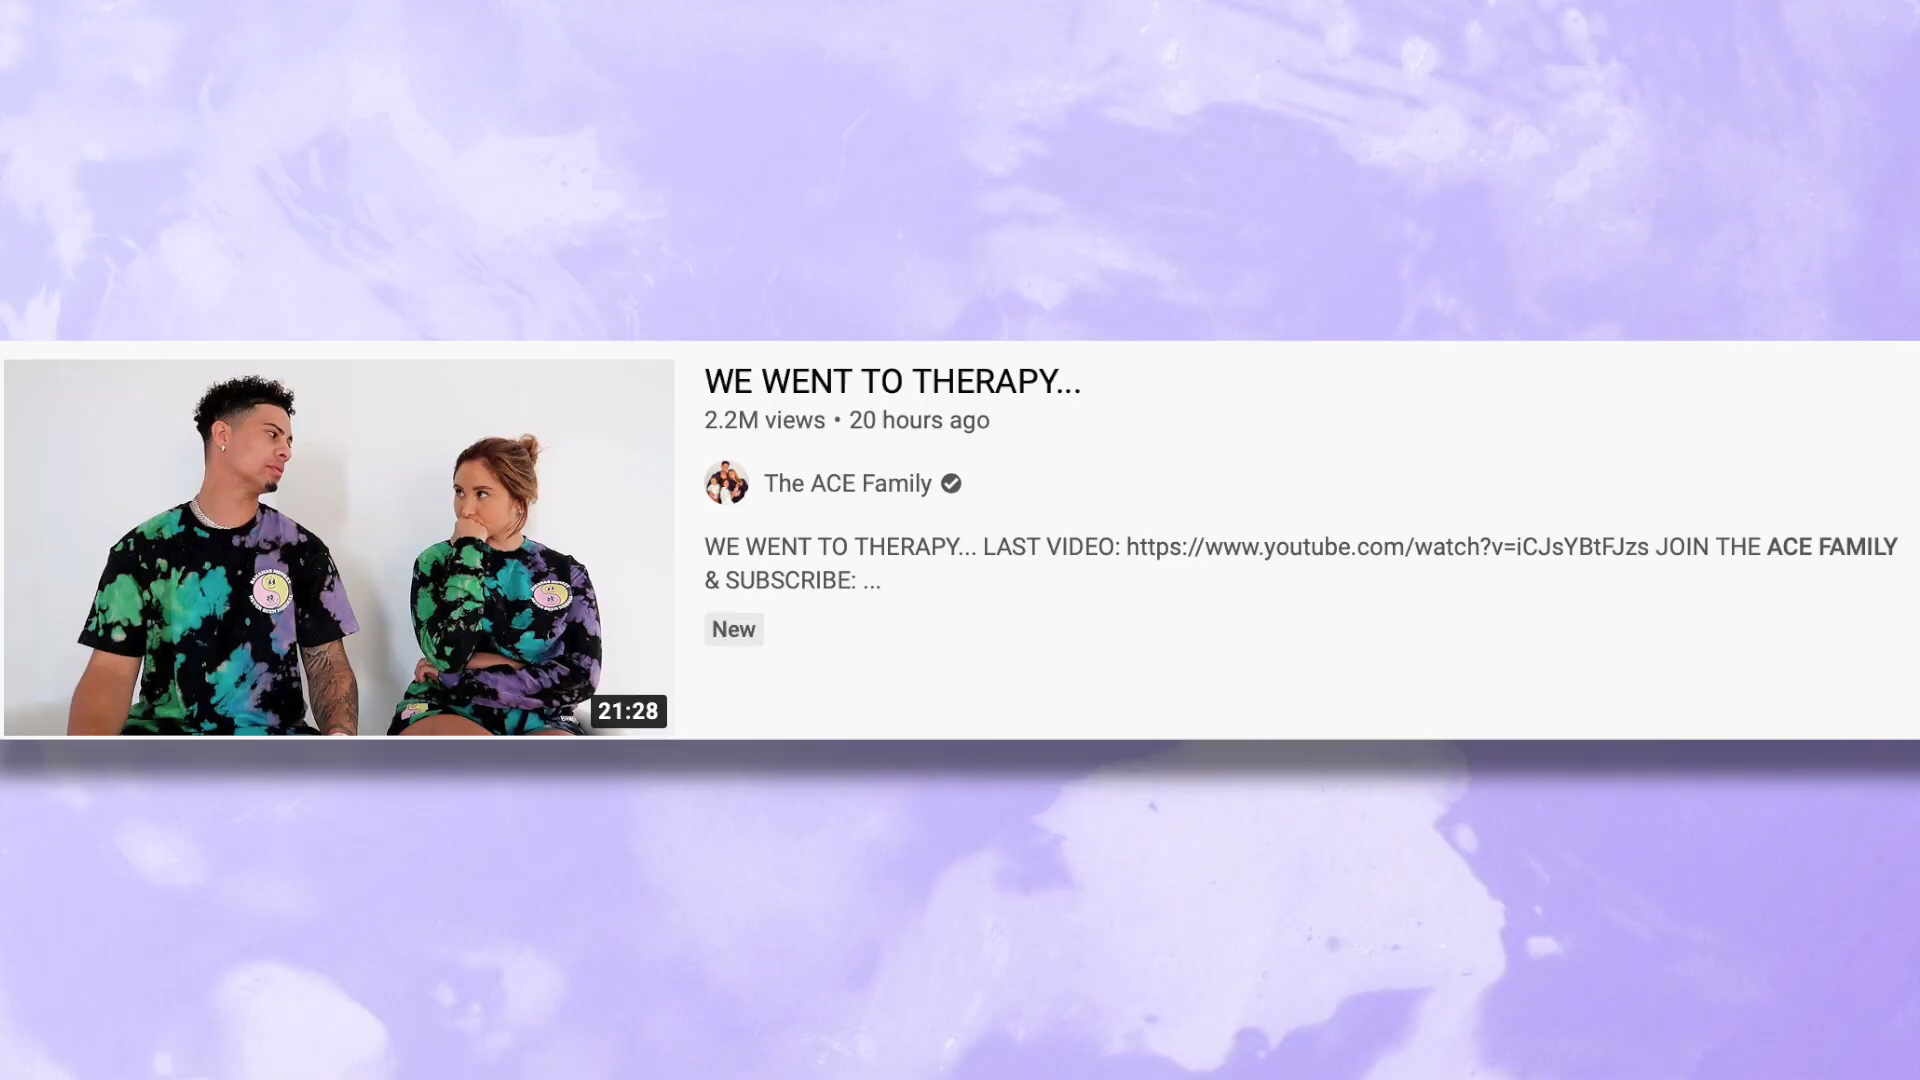 WE WENT TO THERAPY...
2.2M views • 20 hours ago
The ACE Family
WE WENT TO THERAPY... LAST VIDEO: https://www.youtube.com/watch?v=iCJsYBtFJzs JOIN THE ACE FAMILY
& SUBSCRIBE: ...
New
21:28